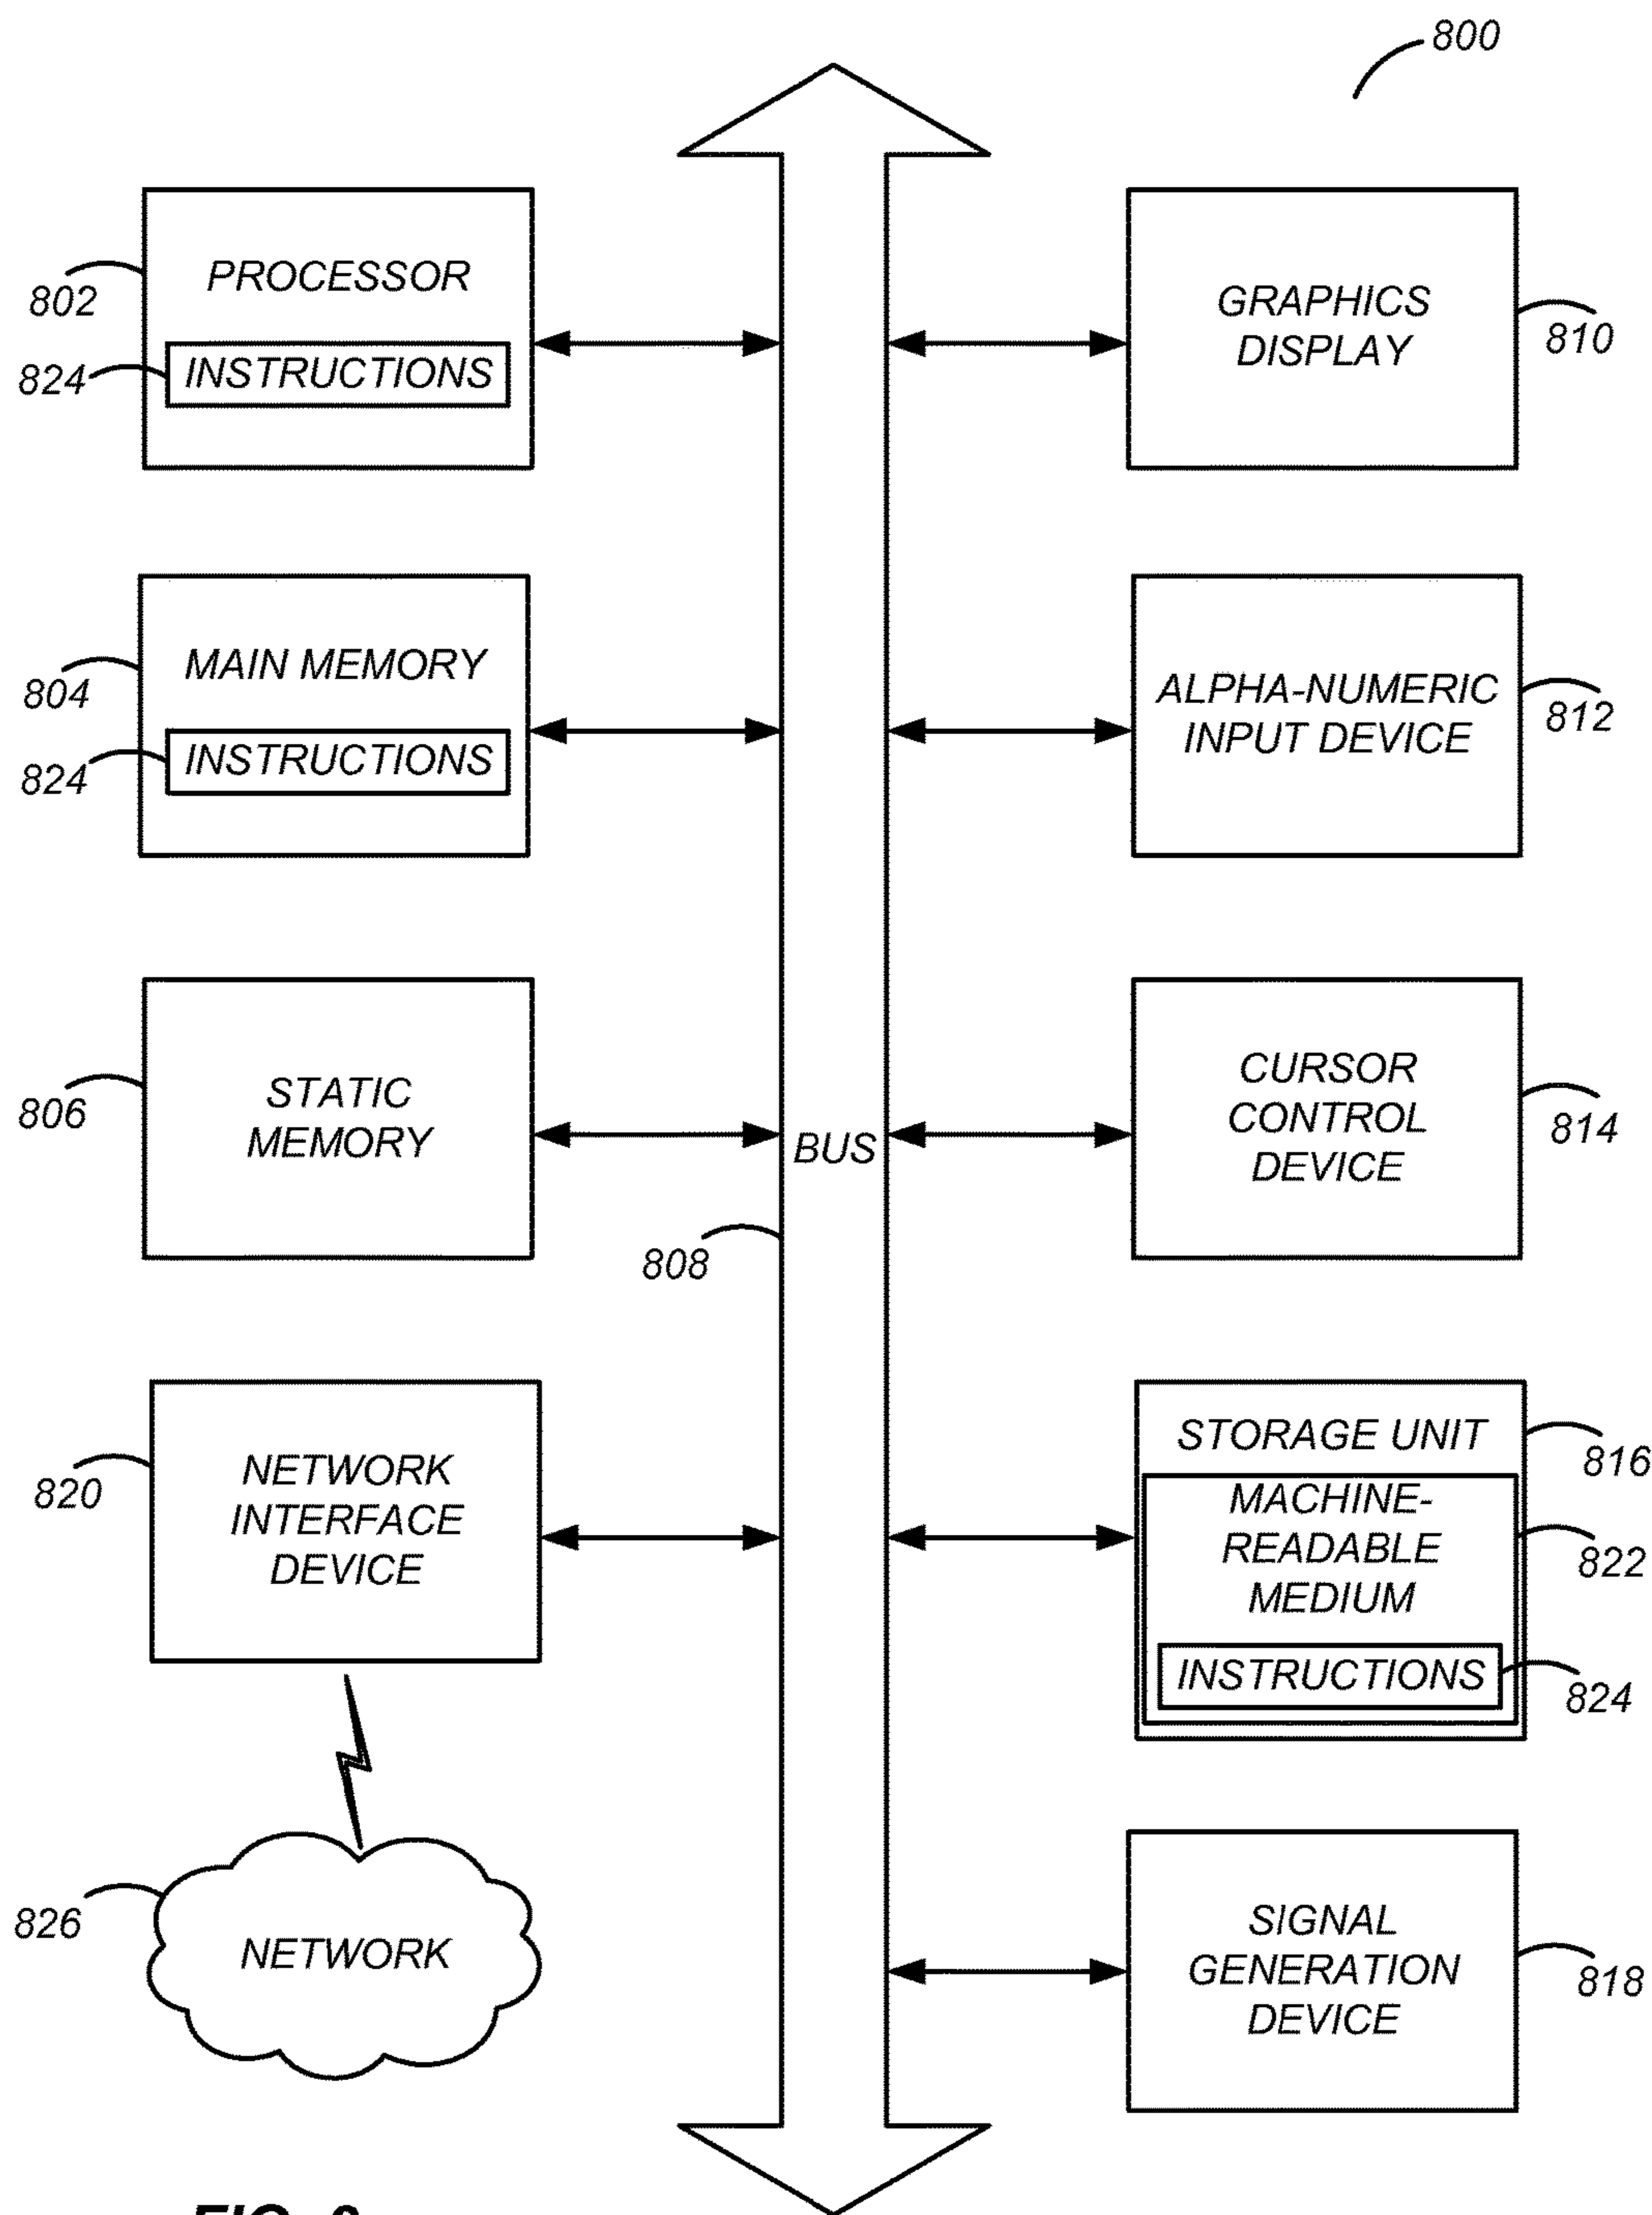 800
PROCESSOR
802
824
INSTRUCTIONS
GRAPHICS
DISPLAY
810
MAIN MEMORY
804
824
INSTRUCTIONS
ALPHA-NUMERIC
INPUT DEVICE
812
STATIC
MEMORY
806
BUS
808
CURSOR
CONTROL
DEVICE
814
NETWORK
INTERFACE
DEVICE
820
STORAGE UNIT
816
MACHINE-
READABLE
MEDIUM
822
INSTRUCTIONS
824
826
NETWORK
SIGNAL
GENERATION
DEVICE
818
FIG.